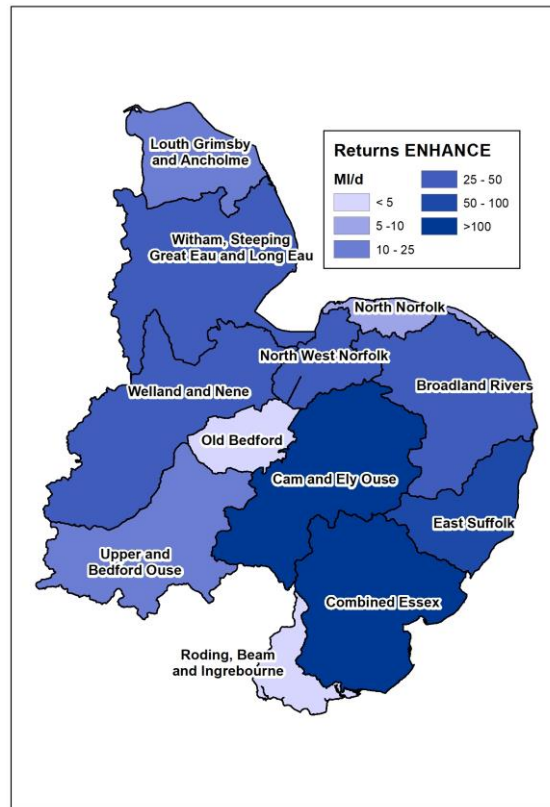 Louth Grimsby
and Ancholme
Returns ENHANCE
Ml/d
< 5
5 -10
10 - 25
25 - 50
50 - 100
>100
Witham, Steeping
Great Eau and Long Eau
North Norfolk
North West Norfolk
Broadland Rivers
Welland and Nene
Old Bedford
Cam and Ely Ouse
East Suffolk
Upper and
Bedford Ouse
Combined Essex
Roding, Beam
and Ingrebourne